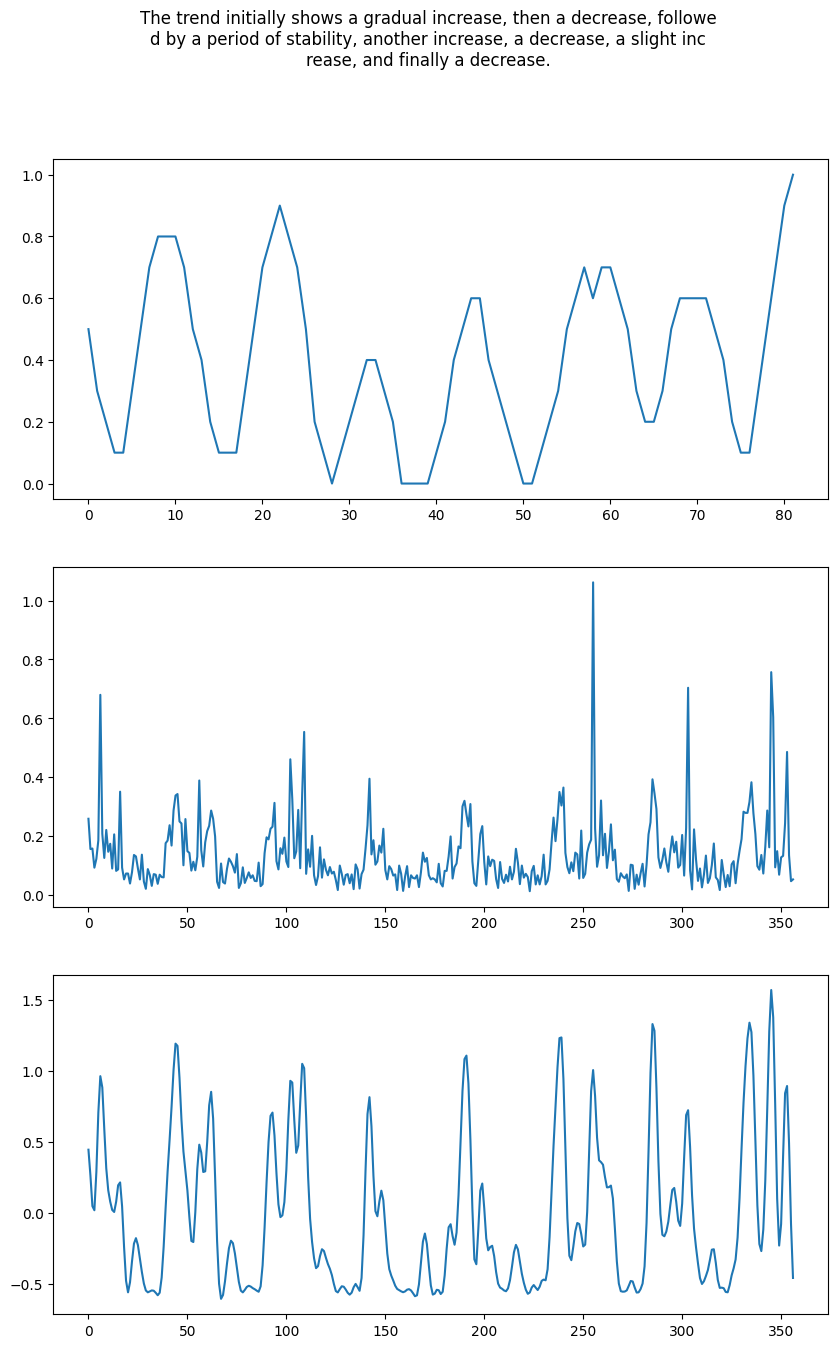 The trend initially shows a gradual increase, then a decrease, followe
d by a period of stability, another increase, a decrease, a slight inc
rease, and finally a decrease.
1.0
0.8
0.6
0.4
0.2
0.0
0 10 20 30 40 50 60 70 80
1.0
0.8
0.6
0.4
0.2
0.0
0 50 100 150 200 250 300 350
1.5
1.0
0.5
0.0
−0.5
0 50 100 150 200 250 300 350